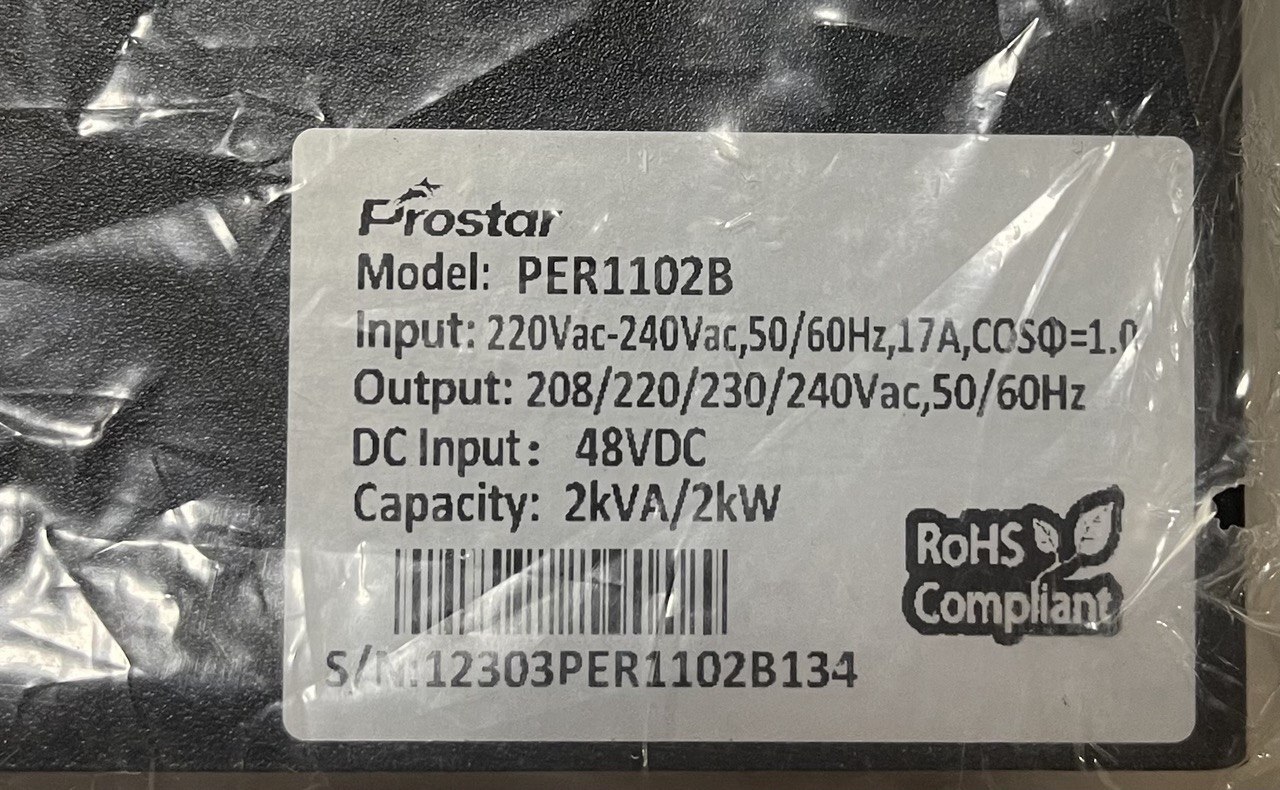 Prostar
Model: PER1102B
Input: 220Vac-240Vac,50/60Hz,17A,COSΦ=1.0
Output: 208/220/230/240Vac,50/60Hz
DC Input: 48VDC
Capacity: 2kVA/2kW
RoHS
Compliant
S/N:12303PER1102B134